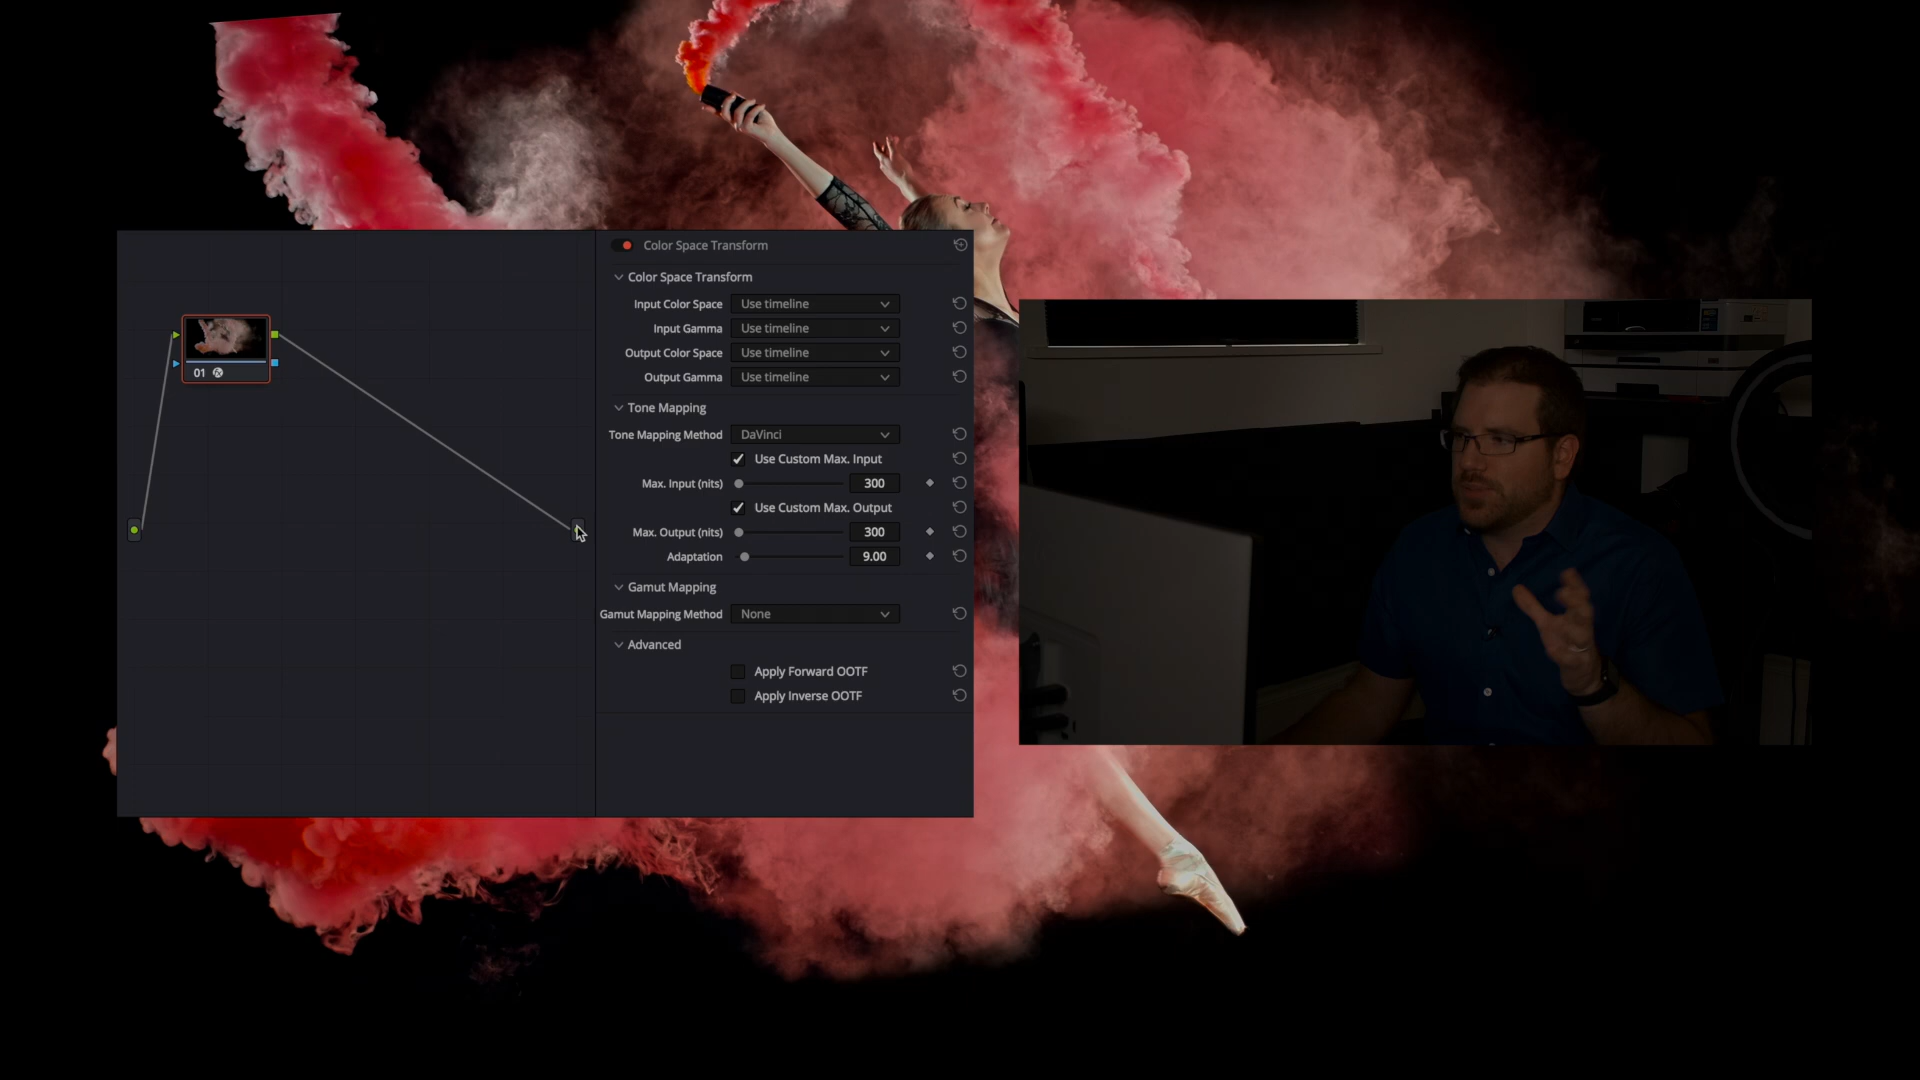 01
Color Space Transform
Color Space Transform
Input Color Space Use timeline
Input Gamma Use timeline
Output Color Space Use timeline
Output Gamma Use timeline
Tone Mapping
Tone Mapping Method DaVinci
Use Custom Max. Input
Max. Input (nits) 300
Use Custom Max. Output
Max. Output (nits) 300
Adaptation 9.00
Gamut Mapping
Gamut Mapping Method None
Advanced
Apply Forward OOTF
Apply Inverse OOTF